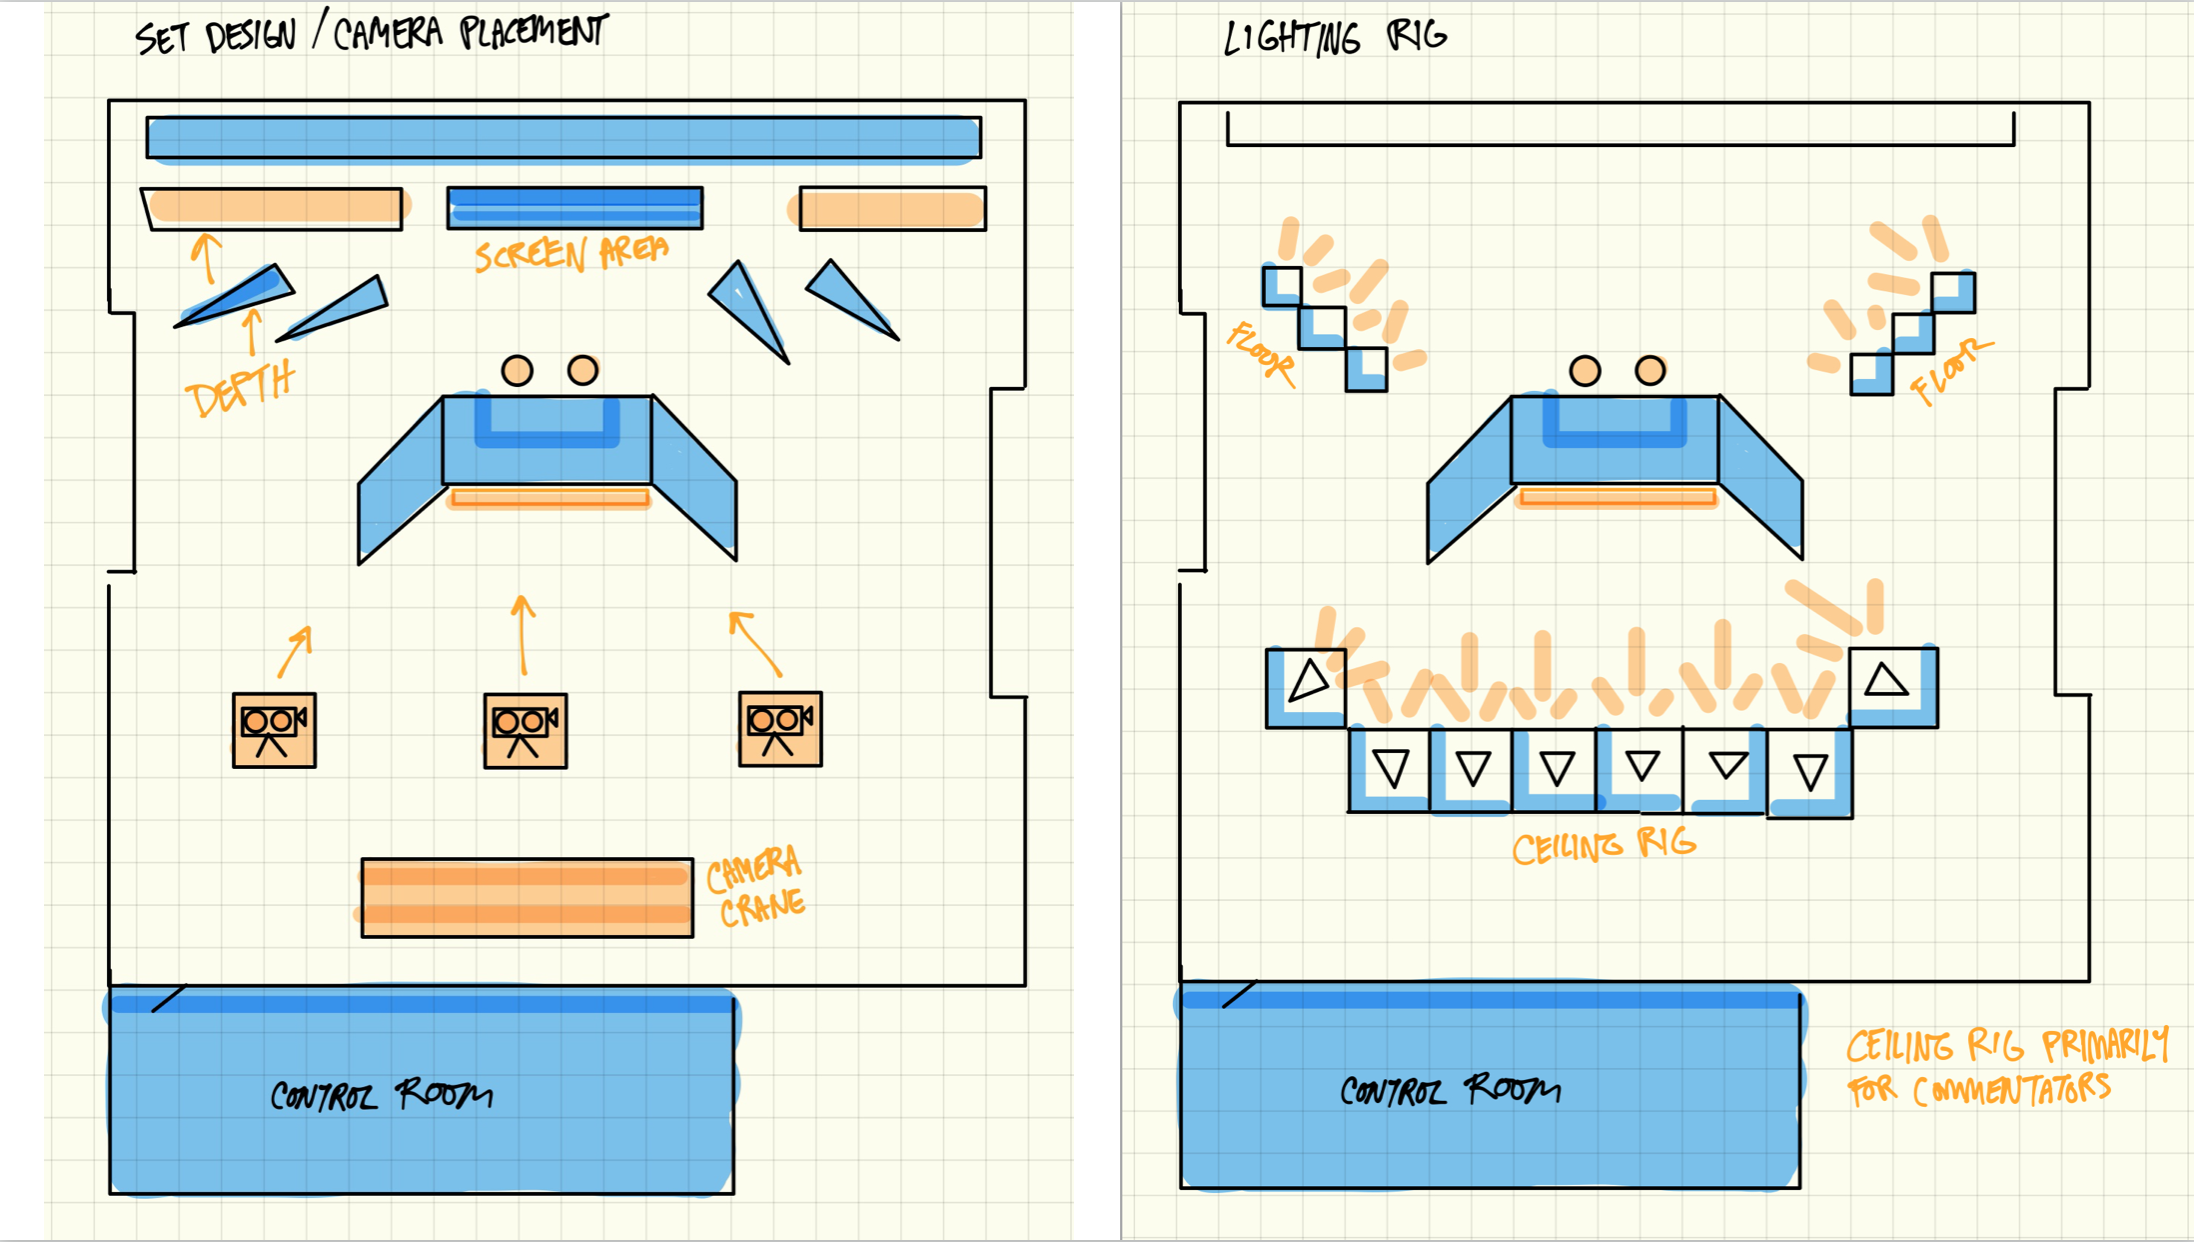 SET DESIGN / CAMERA PLACEMENT
SCREEN AREA
DEPTH
CAMERA
CRANE
CONTROL ROOM
LIGHTING RIG
FLOOR
FLOOR
CEILING RIG
CONTROL ROOM
CEILING RIG PRIMARILY
FOR COMMENTATORS